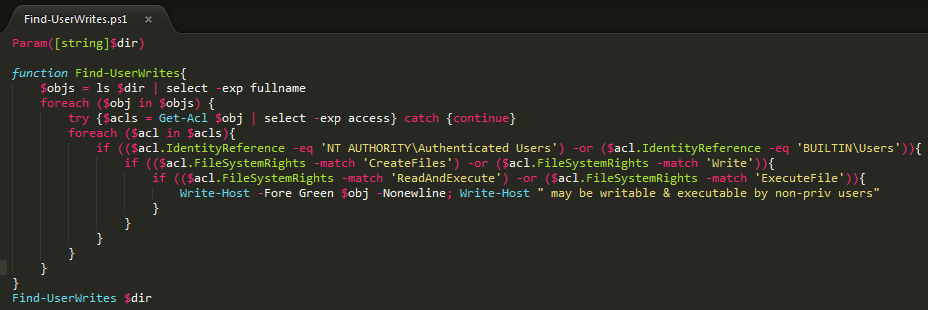 Find-UserWrites.ps1 ×
Param([string]$dir)
function Find-UserWrites{
$objs = ls $dir | select -exp fullname
foreach ($obj in $objs) {
try {$acls = Get-Acl $obj | select -exp access} catch {continue}
foreach ($acl in $acls){
if (($acl.IdentityReference -eq 'NT AUTHORITY\Authenticated Users') -or ($acl.IdentityReference -eq 'BUILTIN\Users')){
if (($acl.FileSystemRights -match 'CreateFiles') -or ($acl.FileSystemRights -match 'Write')){
if (($acl.FileSystemRights -match 'ReadAndExecute') -or ($acl.FileSystemRights -match 'ExecuteFile')){
Write-Host -Fore Green $obj -Nonewline; Write-Host " may be writable & executable by non-priv users"
}
}
}
}
}
}
Find-UserWrites $dir